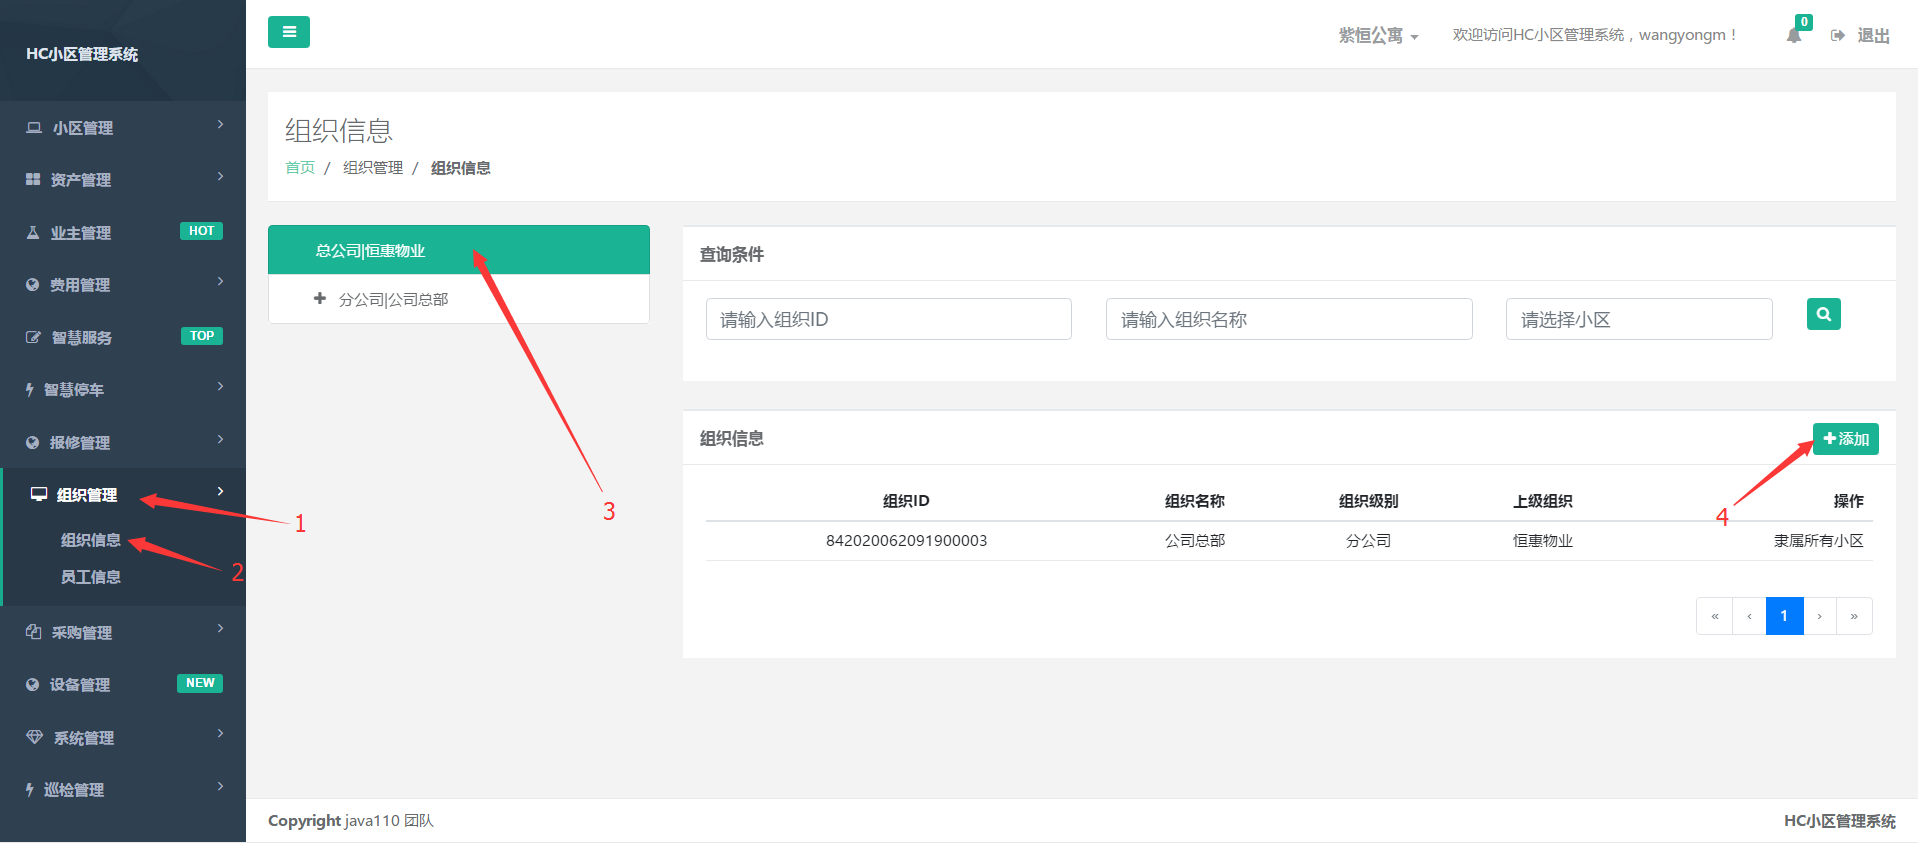 HC小区管理系统
小区管理
资产管理
业主管理 HOT
费用管理
智慧服务 TOP
智慧停车
报修管理
组织管理
组织信息
员工信息
采购管理
设备管理 NEW
系统管理
巡检管理
紫恒公寓 欢迎访问HC小区管理系统，wangyongm！ 0 退出
组织信息
首页 / 组织管理 / 组织信息
总公司|恒惠物业
分公司|公司总部
查询条件
请输入组织ID 请输入组织名称 请选择小区
组织信息 添加
组织ID 组织名称 组织级别 上级组织 操作
842020062091900003 公司总部 分公司 恒惠物业 隶属所有小区
« ‹ 1 › »
1
2
3
4
Copyright java110 团队 HC小区管理系统